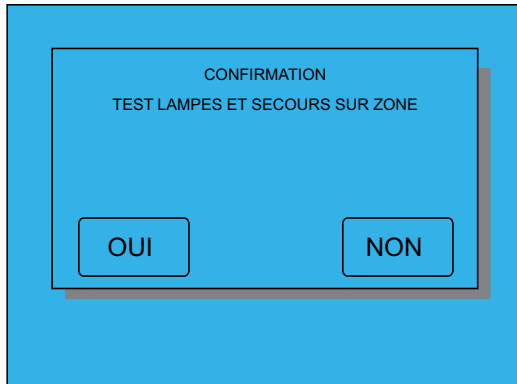 CONFIRMATION
TEST LAMPES ET SECOURS SUR ZONE
OUI
NON